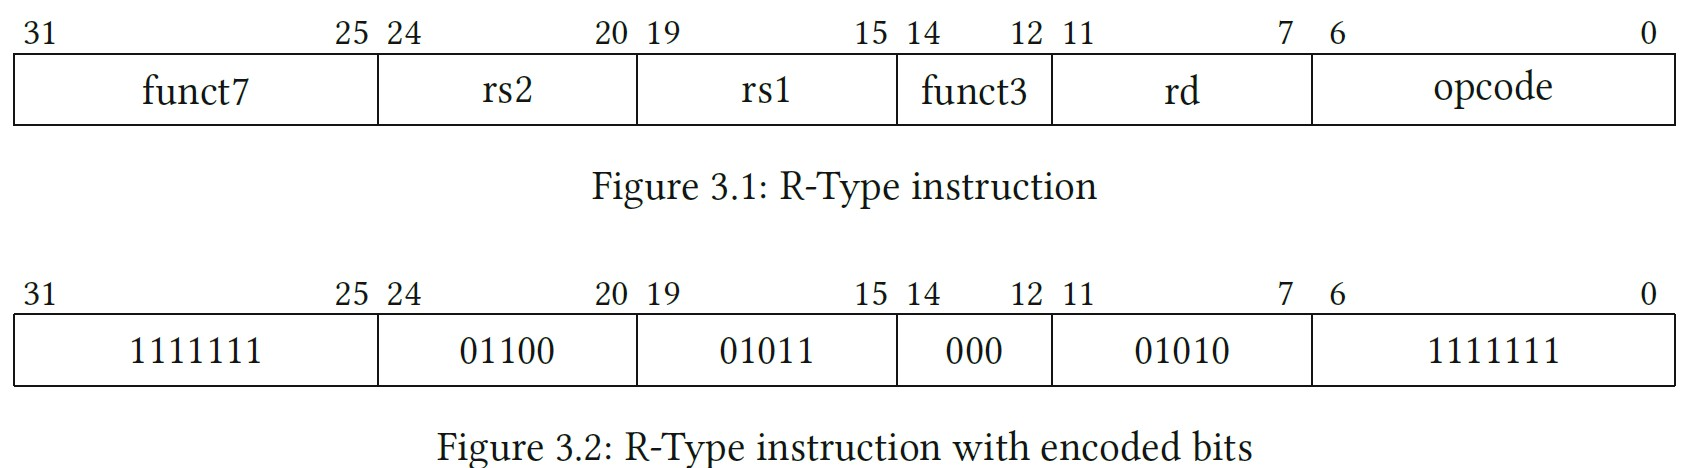 31 25 24 20 19 15 14 12 11 7 6 0
funct7 rs2 rs1 funct3 rd opcode
Figure 3.1: R-Type instruction
31 25 24 20 19 15 14 12 11 7 6 0
1111111 01100 01011 000 01010 1111111
Figure 3.2: R-Type instruction with encoded bits